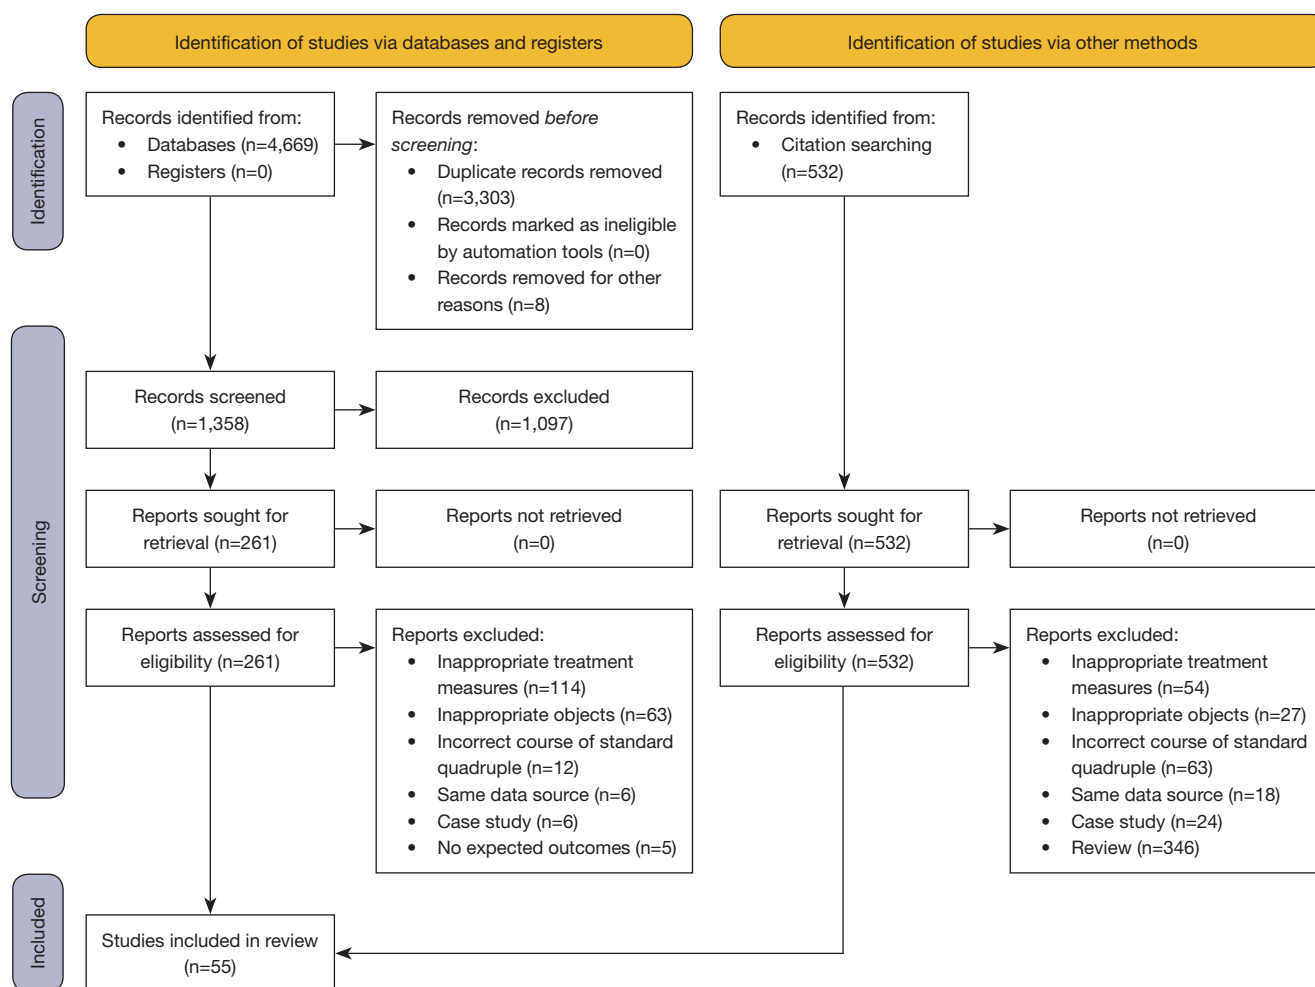 Identification of studies via databases and registers
Identification of studies via other methods
Identification
Records identified from:
• Databases (n=4,669)
• Registers (n=0)
Records removed before
screening:
• Duplicate records removed
(n=3,303)
• Records marked as ineligible
by automation tools (n=0)
• Records removed for other
reasons (n=8)
Records identified from:
• Citation searching
(n=532)
Screening
Records screened
(n=1,358)
Records excluded
(n=1,097)
Reports sought for
retrieval (n=261)
Reports not retrieved
(n=0)
Reports sought for
retrieval (n=532)
Reports not retrieved
(n=0)
Reports assessed for
eligibility (n=261)
Reports excluded:
• Inappropriate treatment
measures (n=114)
• Inappropriate objects (n=63)
• Incorrect course of standard
quadruple (n=12)
• Same data source (n=6)
• Case study (n=6)
• No expected outcomes (n=5)
Reports assessed for
eligibility (n=532)
Reports excluded:
• Inappropriate treatment
measures (n=54)
• Inappropriate objects (n=27)
• Incorrect course of standard
quadruple (n=63)
• Same data source (n=18)
• Case study (n=24)
• Review (n=346)
Included
Studies included in review
(n=55)